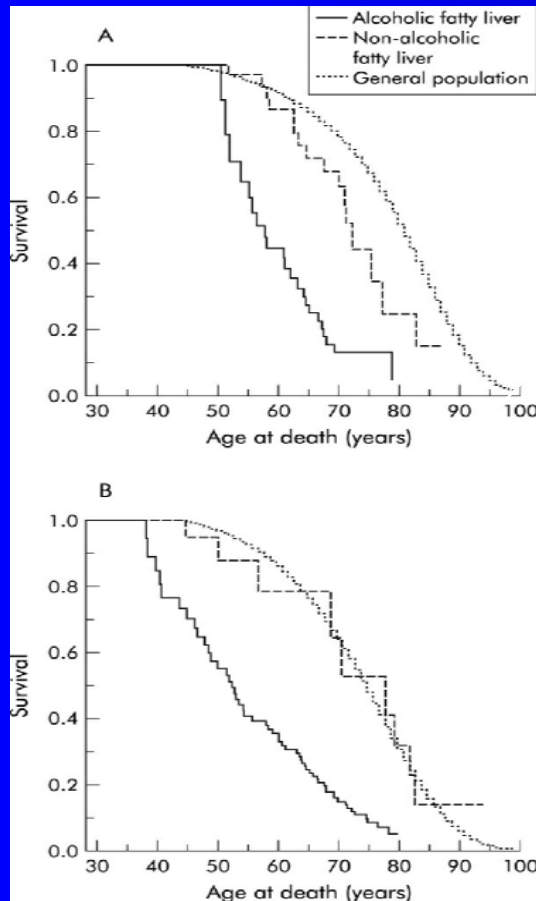 Alcoholic fatty liver
Non-alcoholic
fatty liver
General population
A
1.0
0.8
0.6
0.4
0.2
0.0
Survival
30 40 50 60 70 80 90 100
Age at death (years)
B
1.0
0.8
0.6
0.4
0.2
0.0
Survival
30 40 50 60 70 80 90 100
Age at death (years)